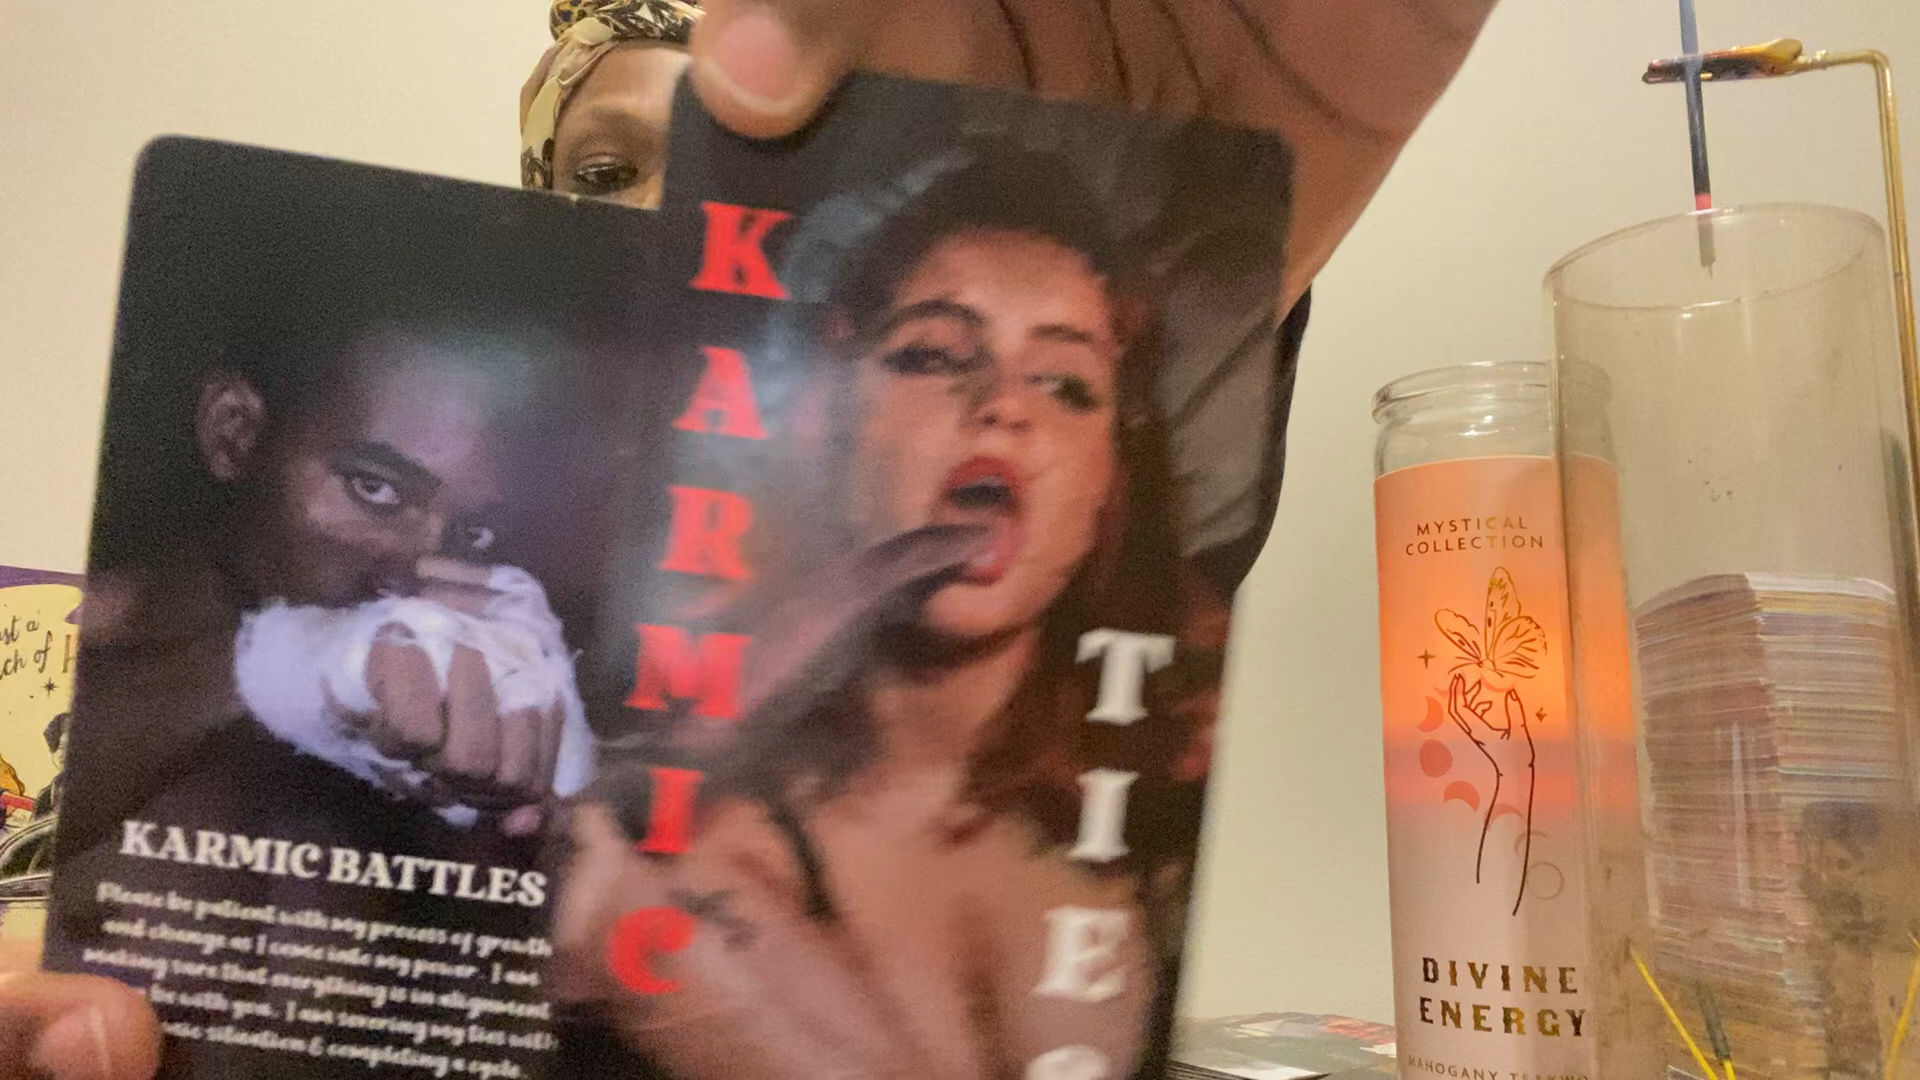 KARMIC
TIE
KARMIC BATTLES
Please be patient with my process of growth
and change as I come into my power. I am
making sure that everything is in alignment
be with you. I am severing my ties with
situation & completing a cycle.
MYSTICAL
COLLECTION
DIVINE
ENERGY
MAHOGANY